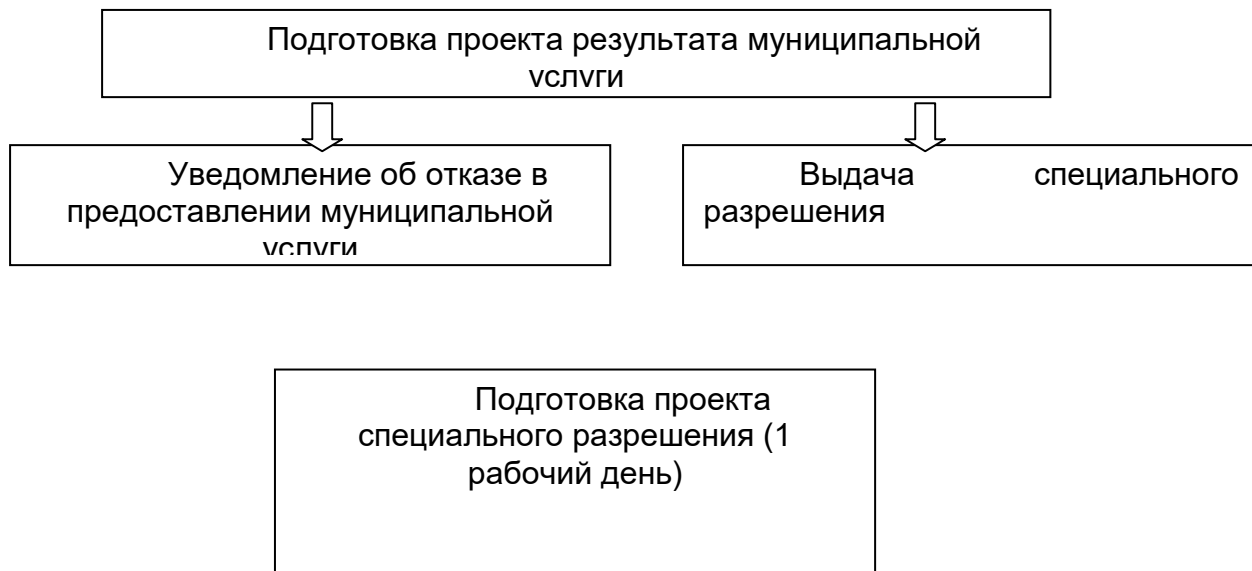 Подготовка проекта результата муниципальной
услуги
Уведомление об отказе в
предоставлении муниципальной
услуги
Выдача специального
разрешения
Подготовка проекта
специального разрешения (1
рабочий день)